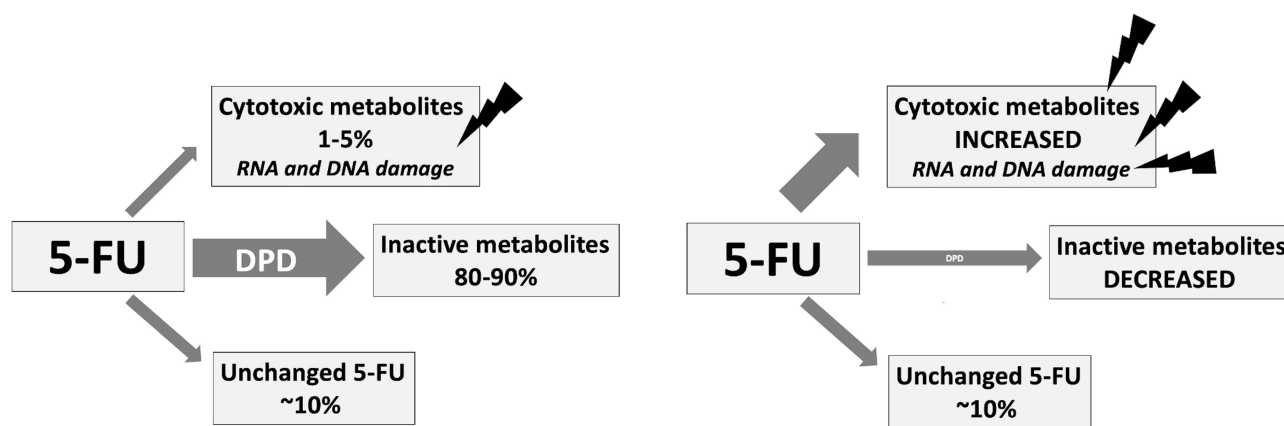 Cytotoxic metabolites
1-5%
RNA and DNA damage
5-FU
DPD
Inactive metabolites
80-90%
Unchanged 5-FU
~10%
Cytotoxic metabolites
INCREASED
RNA and DNA damage
5-FU
DPD
Inactive metabolites
DECREASED
Unchanged 5-FU
~10%